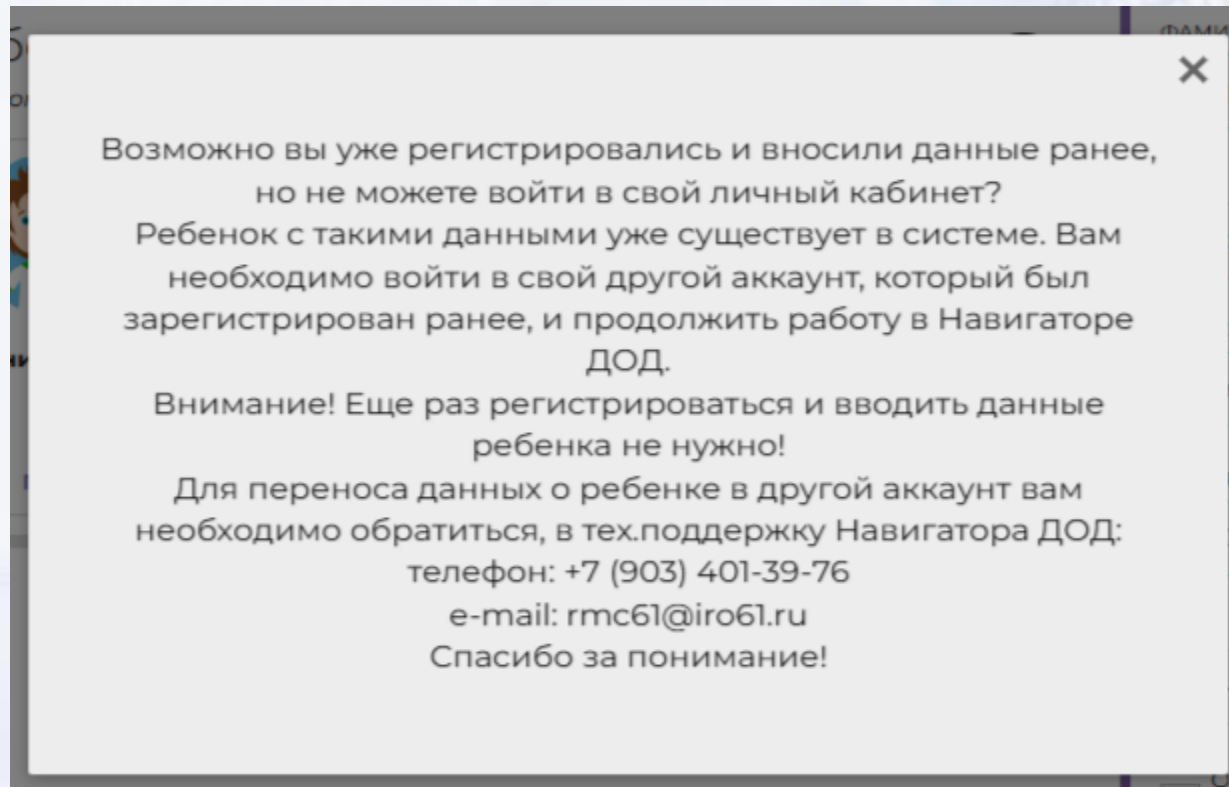 Возможно вы уже регистрировались и вносили данные ранее,
но не можете войти в свой личный кабинет?
Ребенок с такими данными уже существует в системе. Вам
необходимо войти в свой другой аккаунт, который был
зарегистрирован ранее, и продолжить работу в Навигаторе
ДОД.
Внимание! Еще раз регистрироваться и вводить данные
ребенка не нужно!
Для переноса данных о ребенке в другой аккаунт вам
необходимо обратиться, в тех.поддержку Навигатора ДОД:
телефон: +7 (903) 401-39-76
e-mail: rmc61@iro61.ru
Спасибо за понимание!